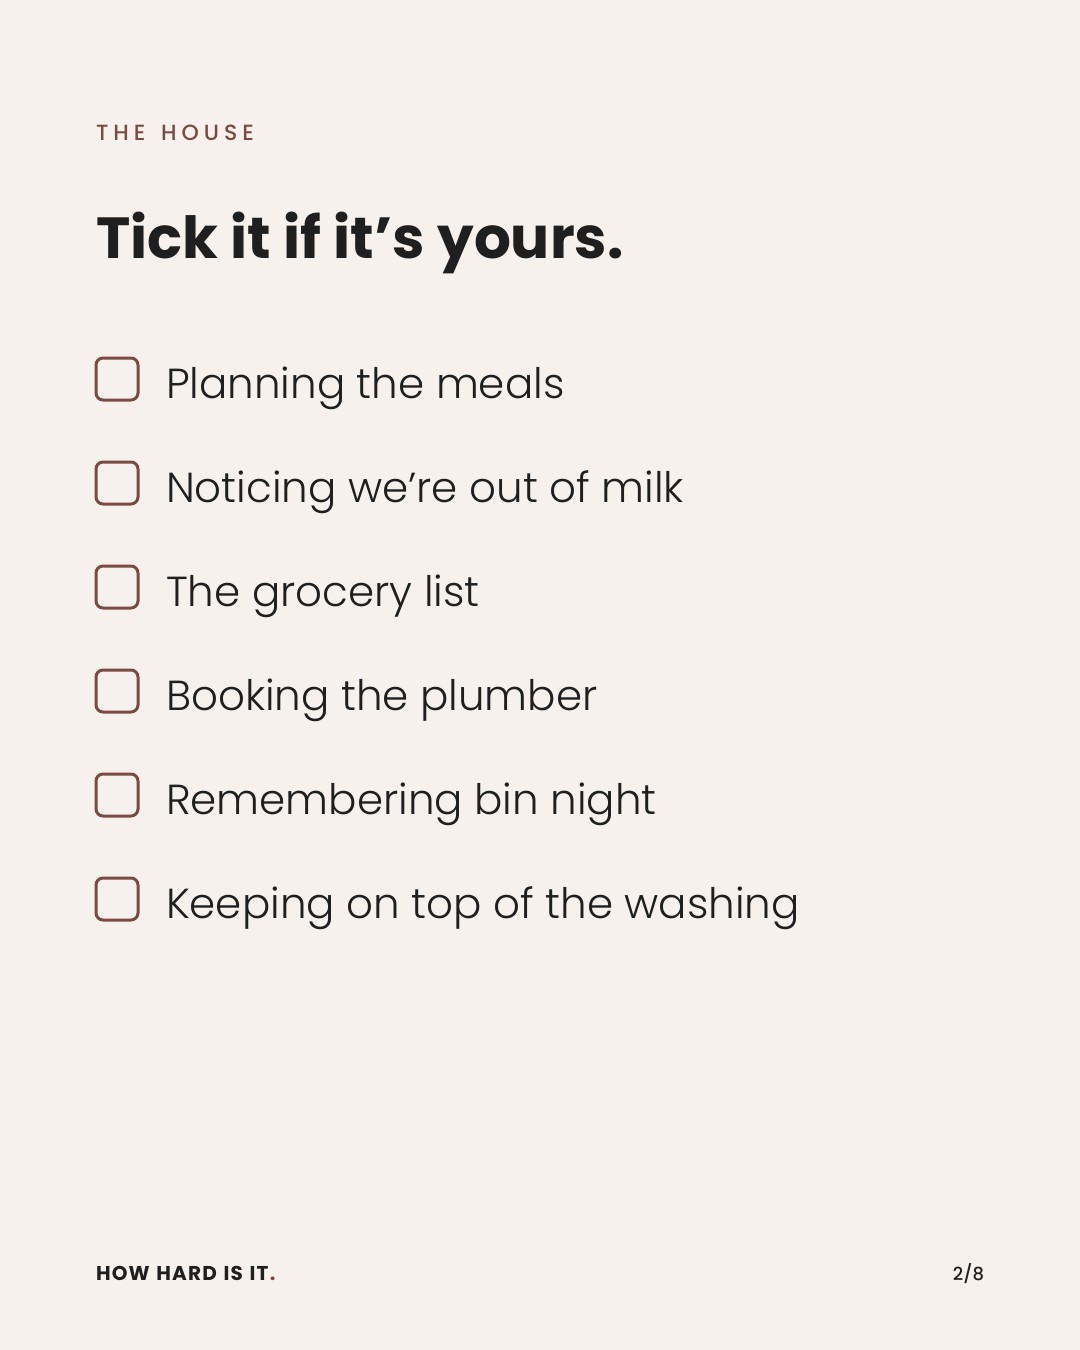 THE HOUSE
Tick it if it’s yours.
Planning the meals
Noticing we’re out of milk
The grocery list
Booking the plumber
Remembering bin night
Keeping on top of the washing
HOW HARD IS IT.
2/8